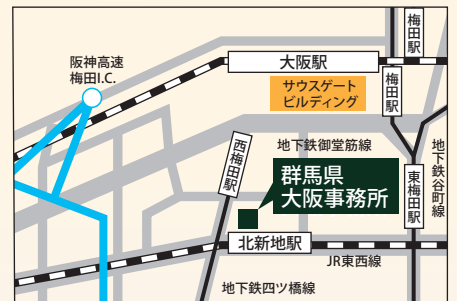 阪神高速
梅田I.C.
大阪駅
梅田駅
梅田駅
サウスゲート
ビルディング
西梅田駅
地下鉄御堂筋線
地下鉄谷町線
群馬県
大阪事務所
東梅田駅
北新地駅
JR東西線
地下鉄四ツ橋線